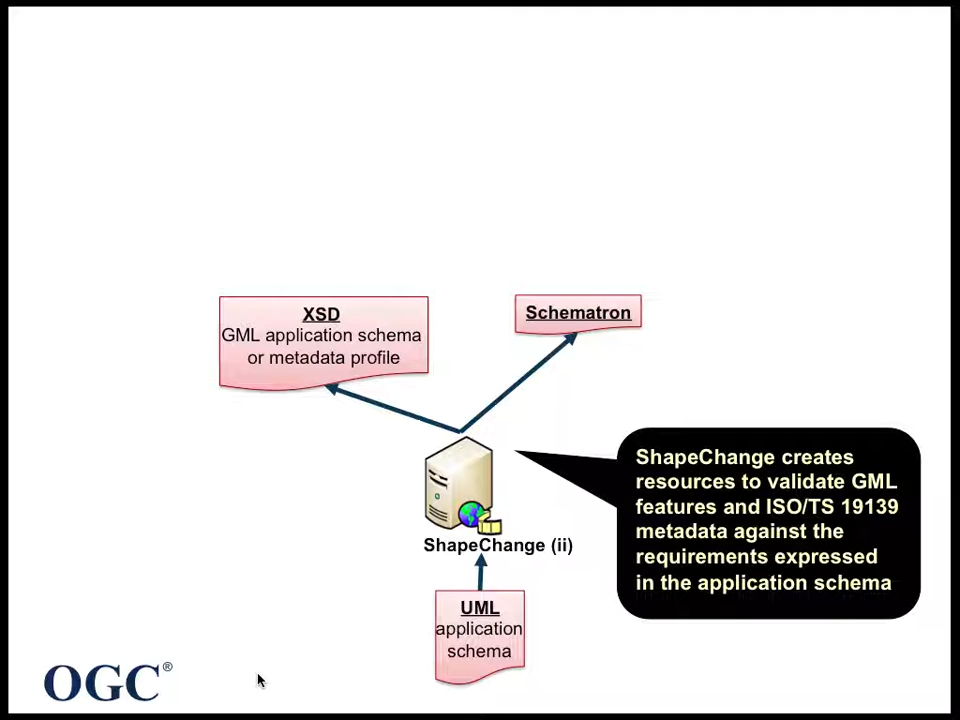 XSD
GML application schema
or metadata profile
Schematron
ShapeChange creates
resources to validate GML
features and ISO/TS 19139
metadata against the
requirements expressed
in the application schema
ShapeChange (ii)
UML
application
schema
OGC®